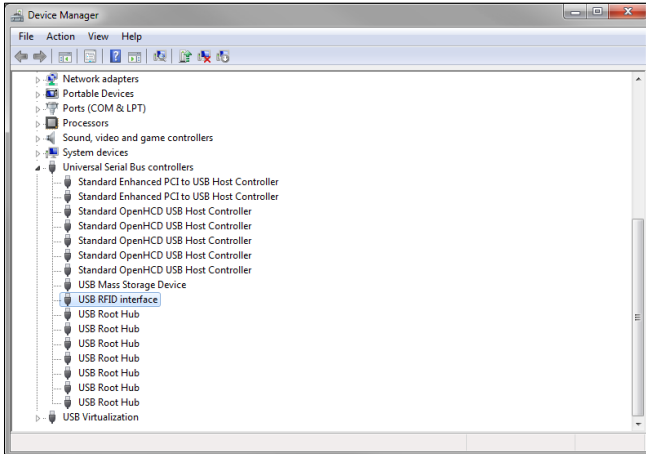 Device Manager
File Action View Help
Network adapters
Portable Devices
Ports (COM & LPT)
Processors
Sound, video and game controllers
System devices
Universal Serial Bus controllers
Standard Enhanced PCI to USB Host Controller
Standard Enhanced PCI to USB Host Controller
Standard OpenHCD USB Host Controller
Standard OpenHCD USB Host Controller
Standard OpenHCD USB Host Controller
Standard OpenHCD USB Host Controller
Standard OpenHCD USB Host Controller
USB Mass Storage Device
USB RFID interface
USB Root Hub
USB Root Hub
USB Root Hub
USB Root Hub
USB Root Hub
USB Root Hub
USB Root Hub
USB Virtualization